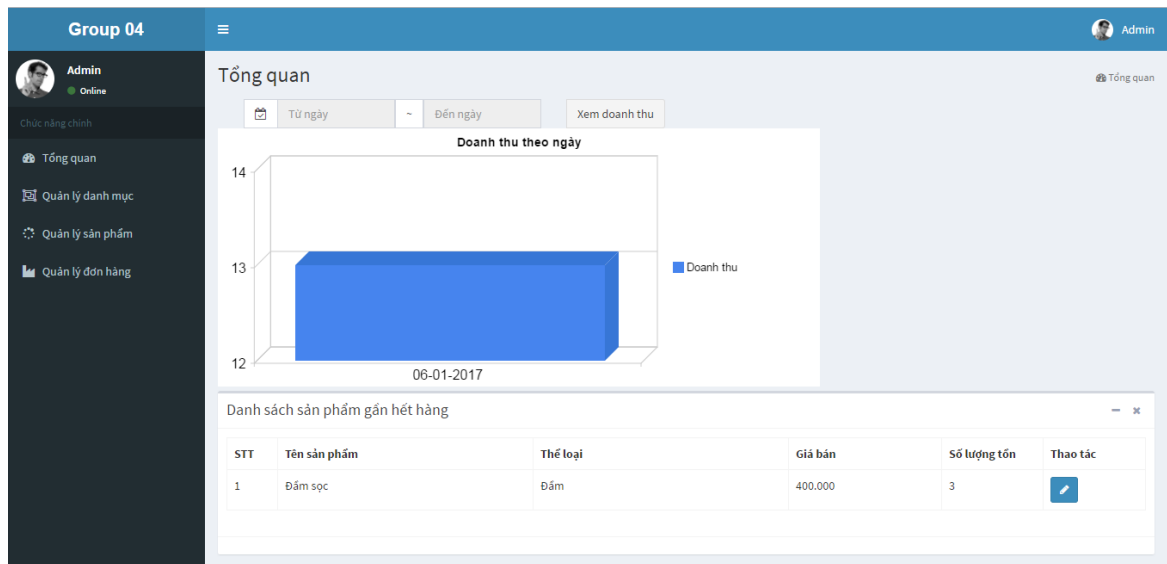 Group 04
Admin
Admin
Online
Tổng quan
Tổng quan
Chức năng chính
Tổng quan
Quản lý danh mục
Quản lý sản phẩm
Quản lý đơn hàng
Từ ngày ~ Đến ngày Xem doanh thu
Doanh thu theo ngày
14
13
12
06-01-2017
Doanh thu
Danh sách sản phẩm gần hết hàng
STT Tên sản phẩm Thể loại Giá bán Số lượng tồn Thao tác
1 Đầm sọc Đầm 400.000 3